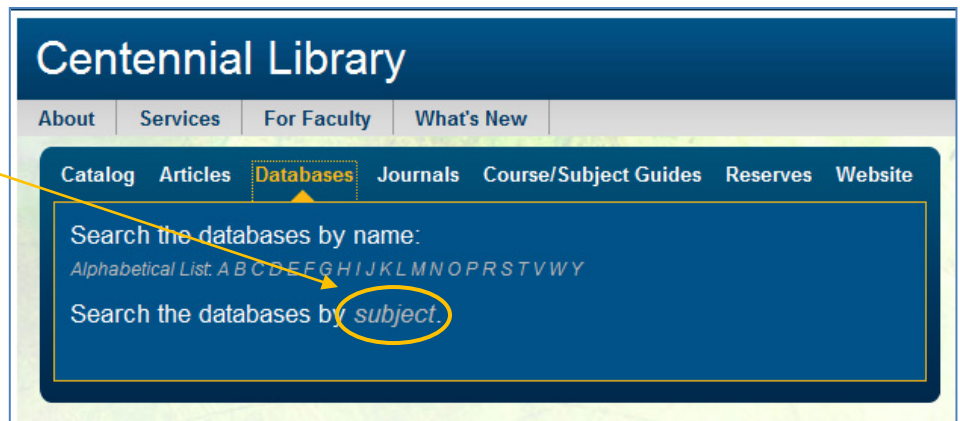 Centennial Library
About Services For Faculty What's New
Catalog Articles Databases Journals Course/Subject Guides Reserves Website
Search the databases by name:
Alphabetical List: A B C D E F G H I J K L M N O P R S T V W Y
Search the databases by subject.